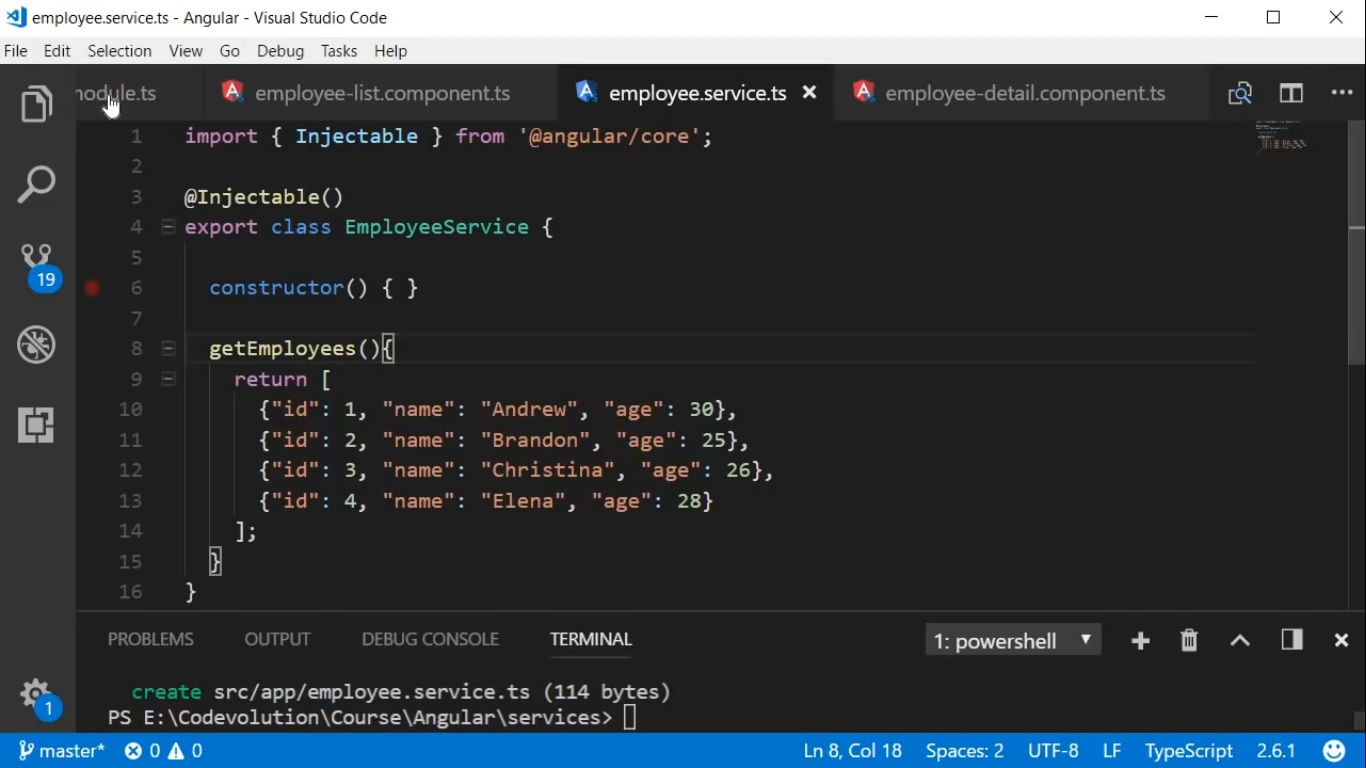 employee.service.ts - Angular - Visual Studio Code
File Edit Selection View Go Debug Tasks Help
module.ts employee-list.component.ts employee.service.ts employee-detail.component.ts
1 import { Injectable } from '@angular/core';
2
3 @Injectable()
4 export class EmployeeService {
5
6 constructor() { }
7
8 getEmployees(){
9 return [
10 {"id": 1, "name": "Andrew", "age": 30},
11 {"id": 2, "name": "Brandon", "age": 25},
12 {"id": 3, "name": "Christina", "age": 26},
13 {"id": 4, "name": "Elena", "age": 28}
14 ];
15 }
16 }
19
1
PROBLEMS OUTPUT DEBUG CONSOLE TERMINAL 1: powershell
create src/app/employee.service.ts (114 bytes)
PS E:\Codevolution\Course\Angular\services>
master* 0 0 Ln 8, Col 18 Spaces: 2 UTF-8 LF TypeScript 2.6.1